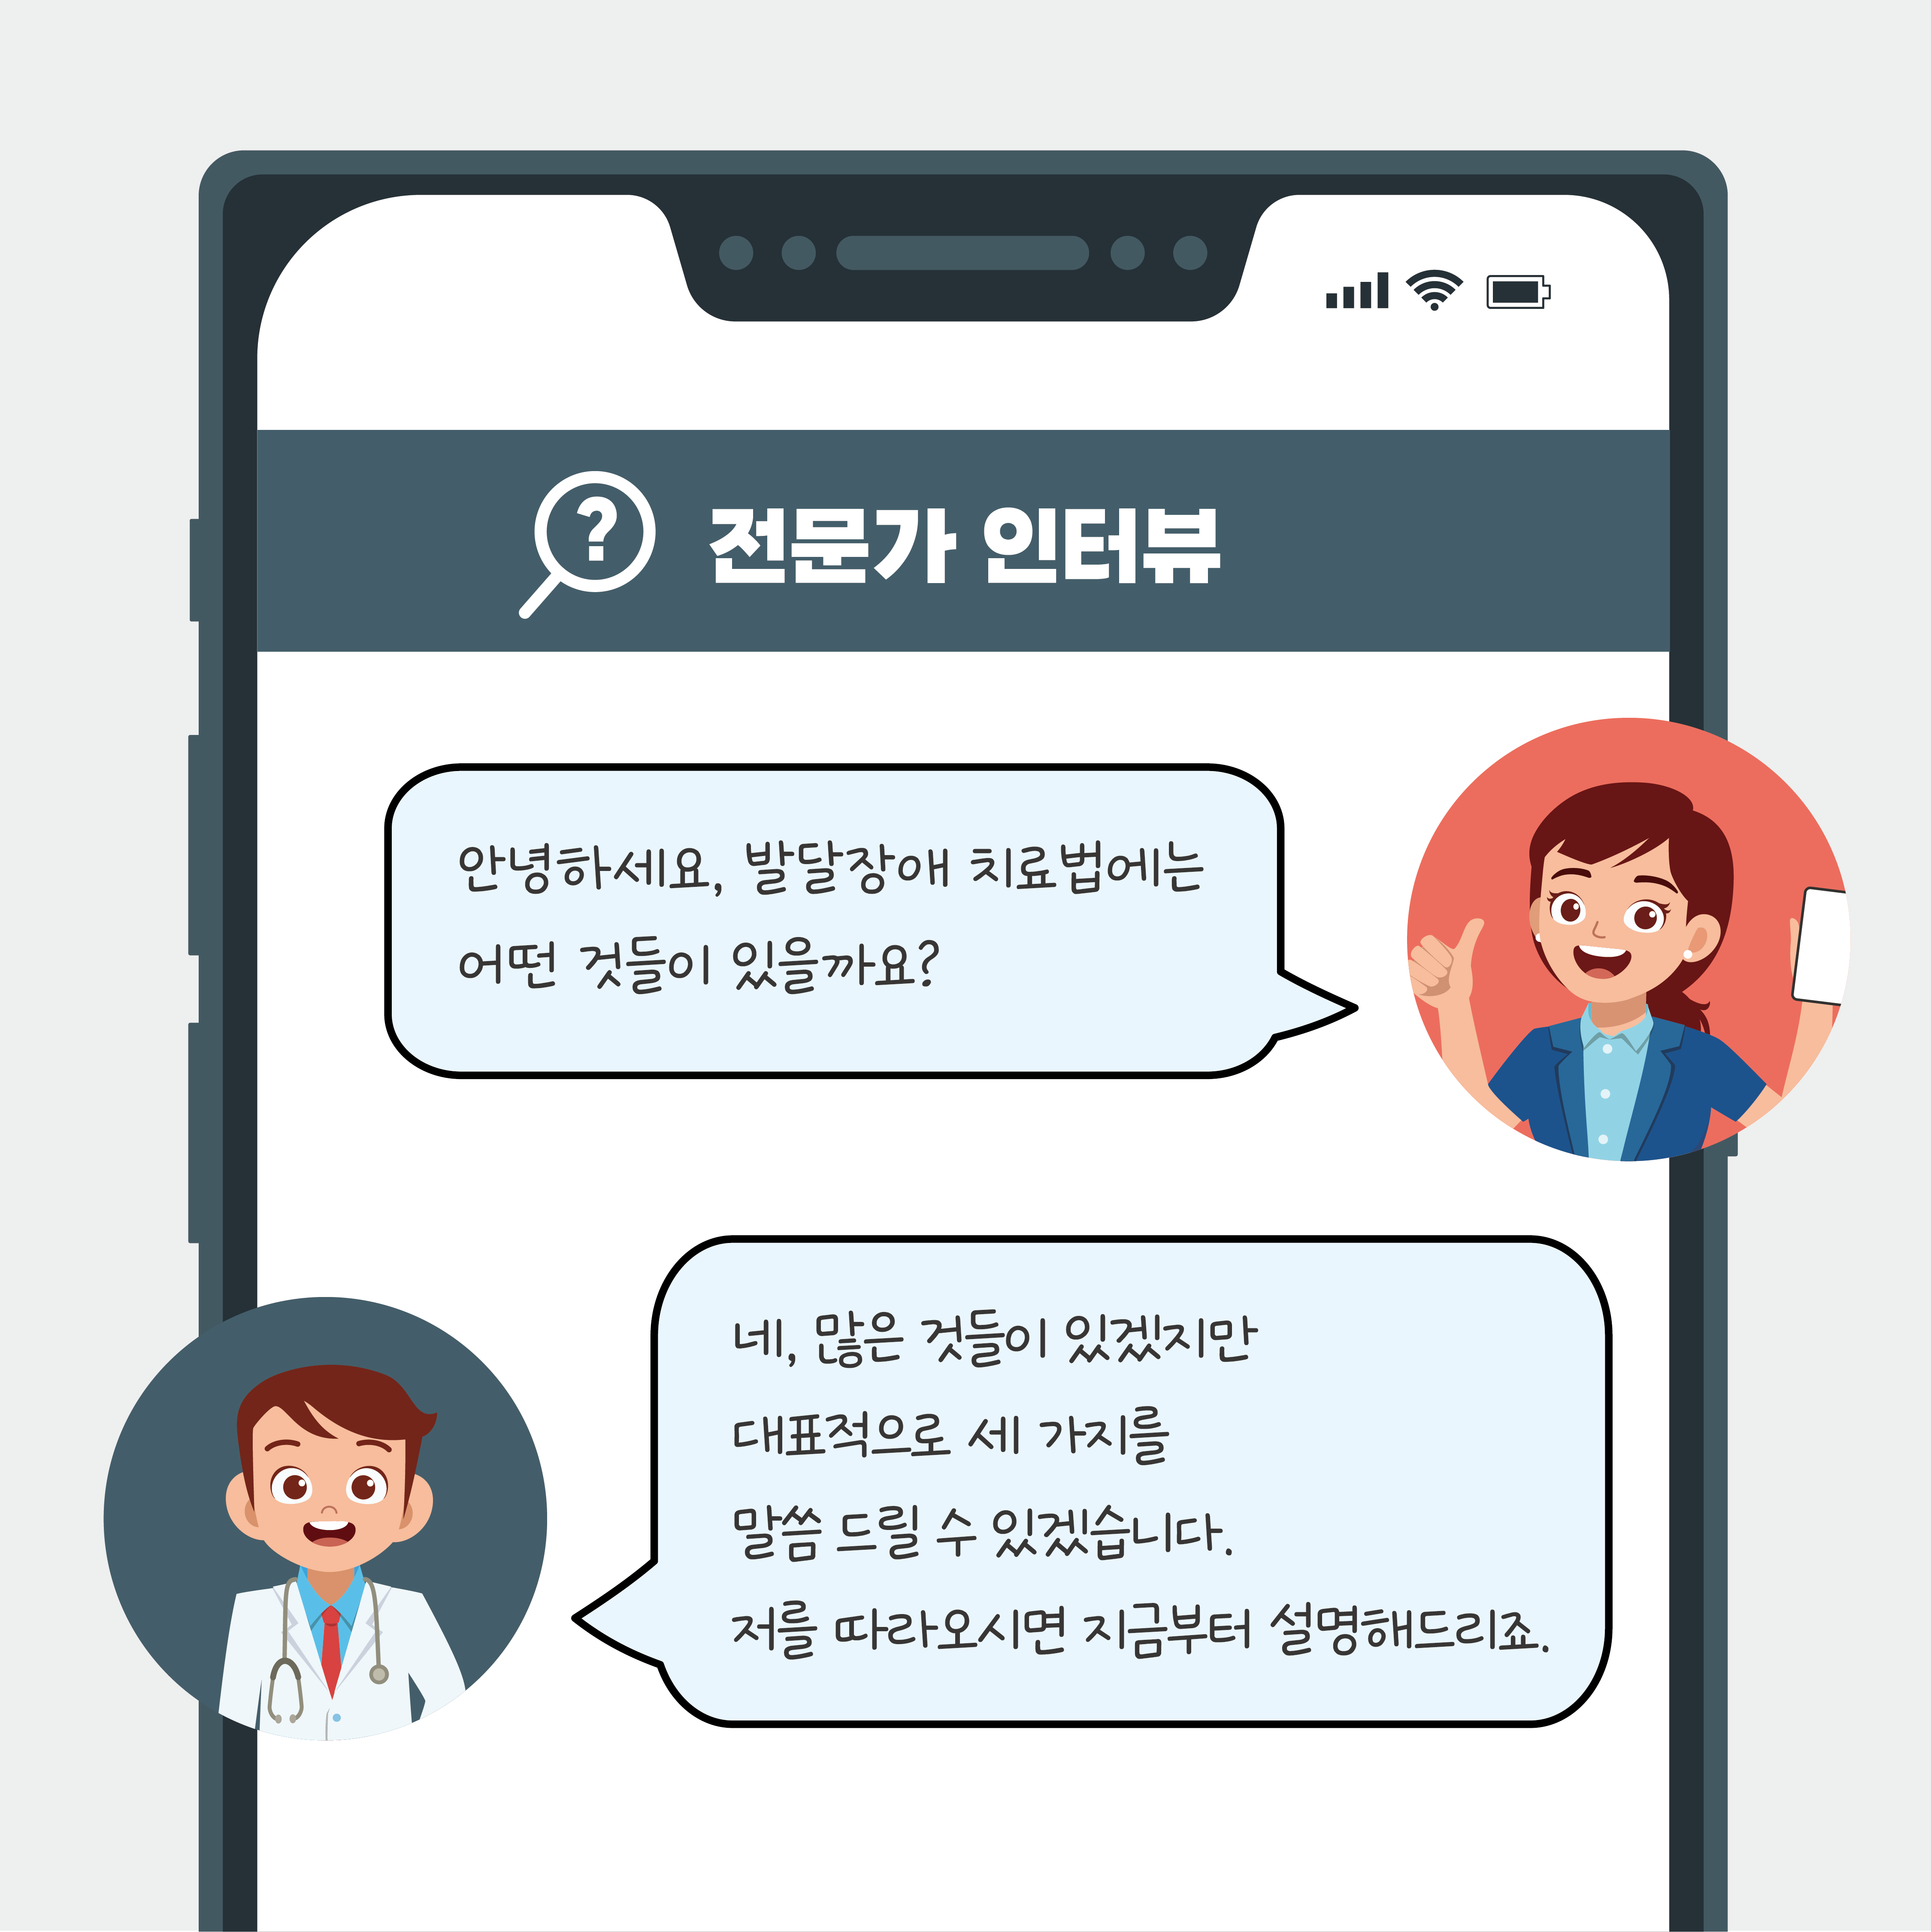 전문가 인터뷰
안녕하세요, 발달장애 치료법에는
어떤 것들이 있을까요?
네, 많은 것들이 있겠지만
대표적으로 세 가지를
말씀 드릴 수 있겠습니다.
저를 따라오시면 지금부터 설명해드리죠.